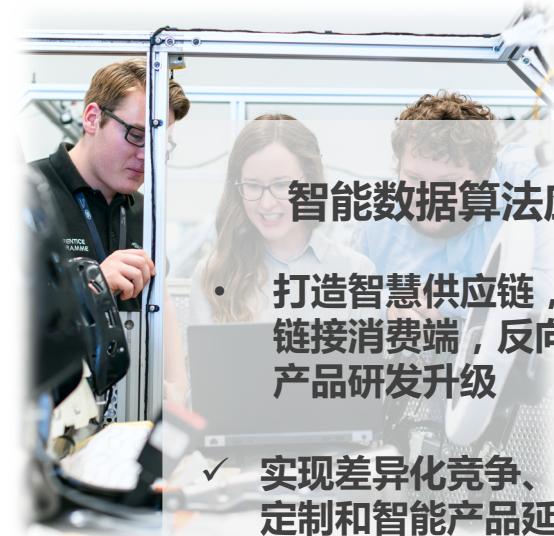 智能数据算法
• 打造智慧供应链，
链接消费端，反向
产品研发升级
✓ 实现差异化竞争、
定制和智能产品延